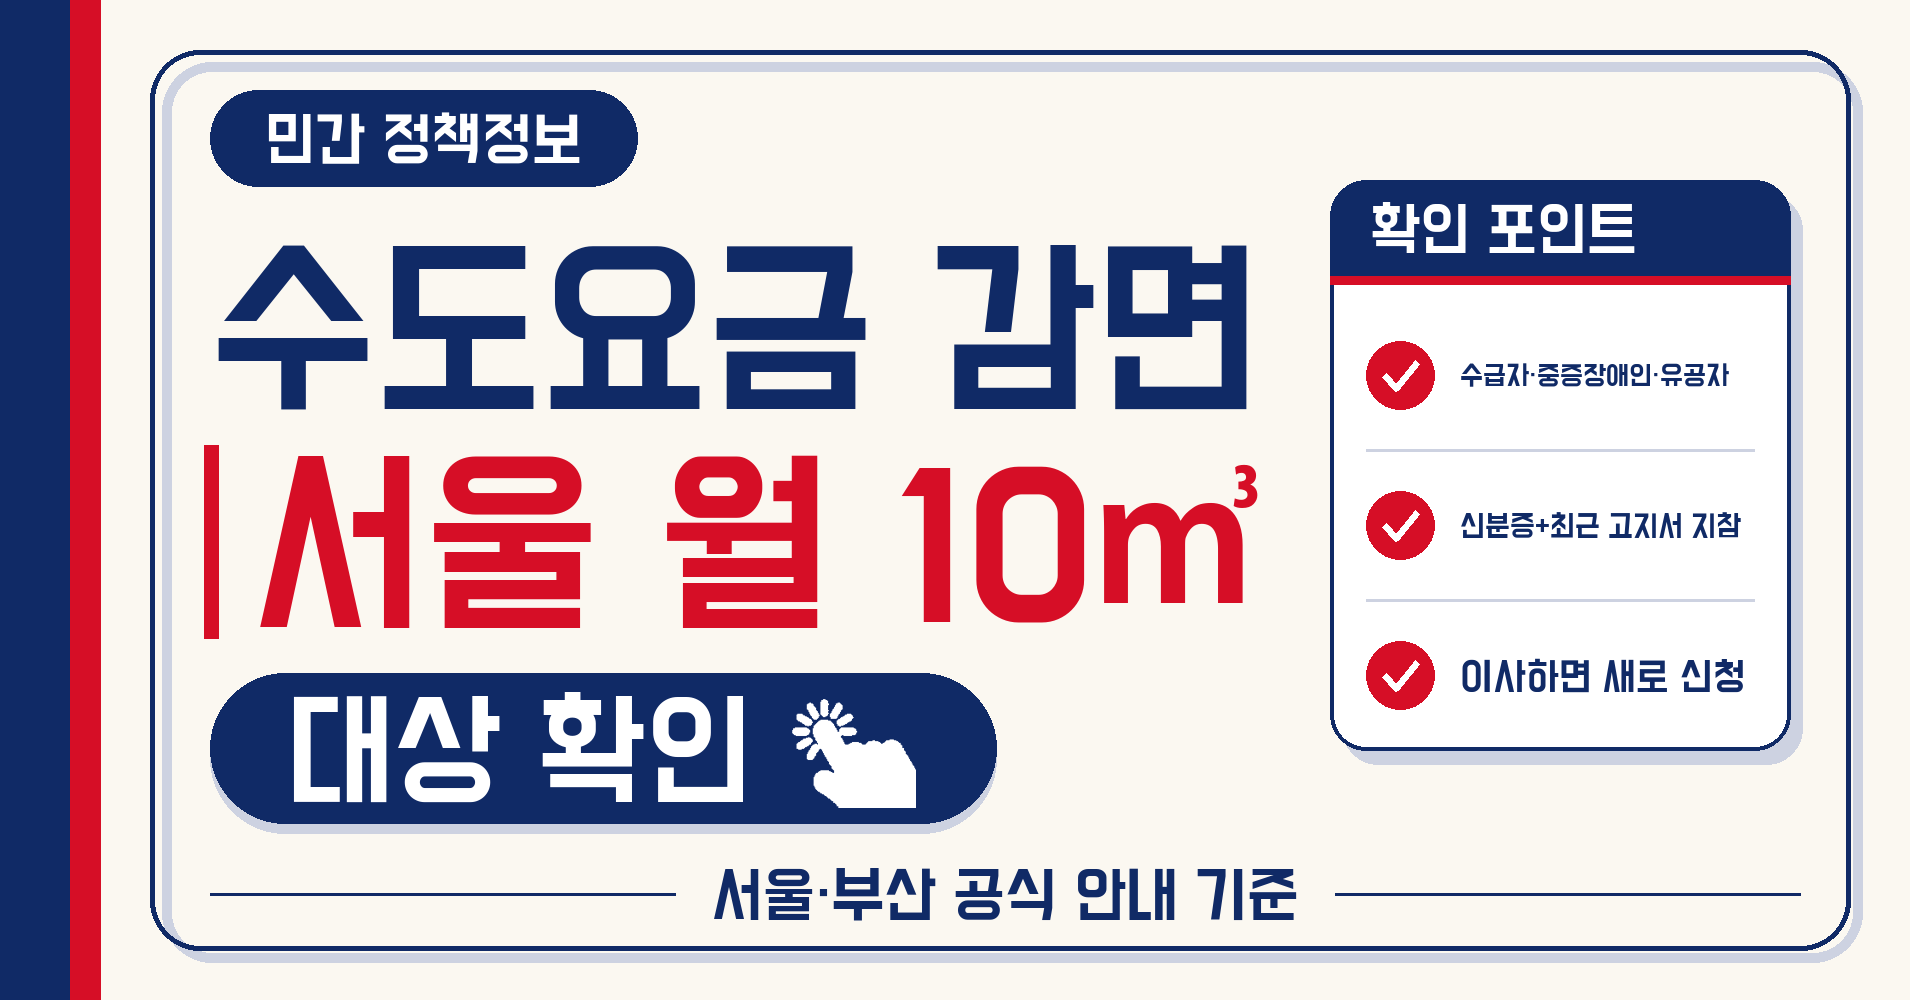 민간 정책정보
수도요금 감면
서울 월 10m³
대상 확인
확인 포인트
수급자·중증장애인·유공자
신분증+최근 고지서 지참
이사하면 새로 신청
서울·부산 공식 안내 기준